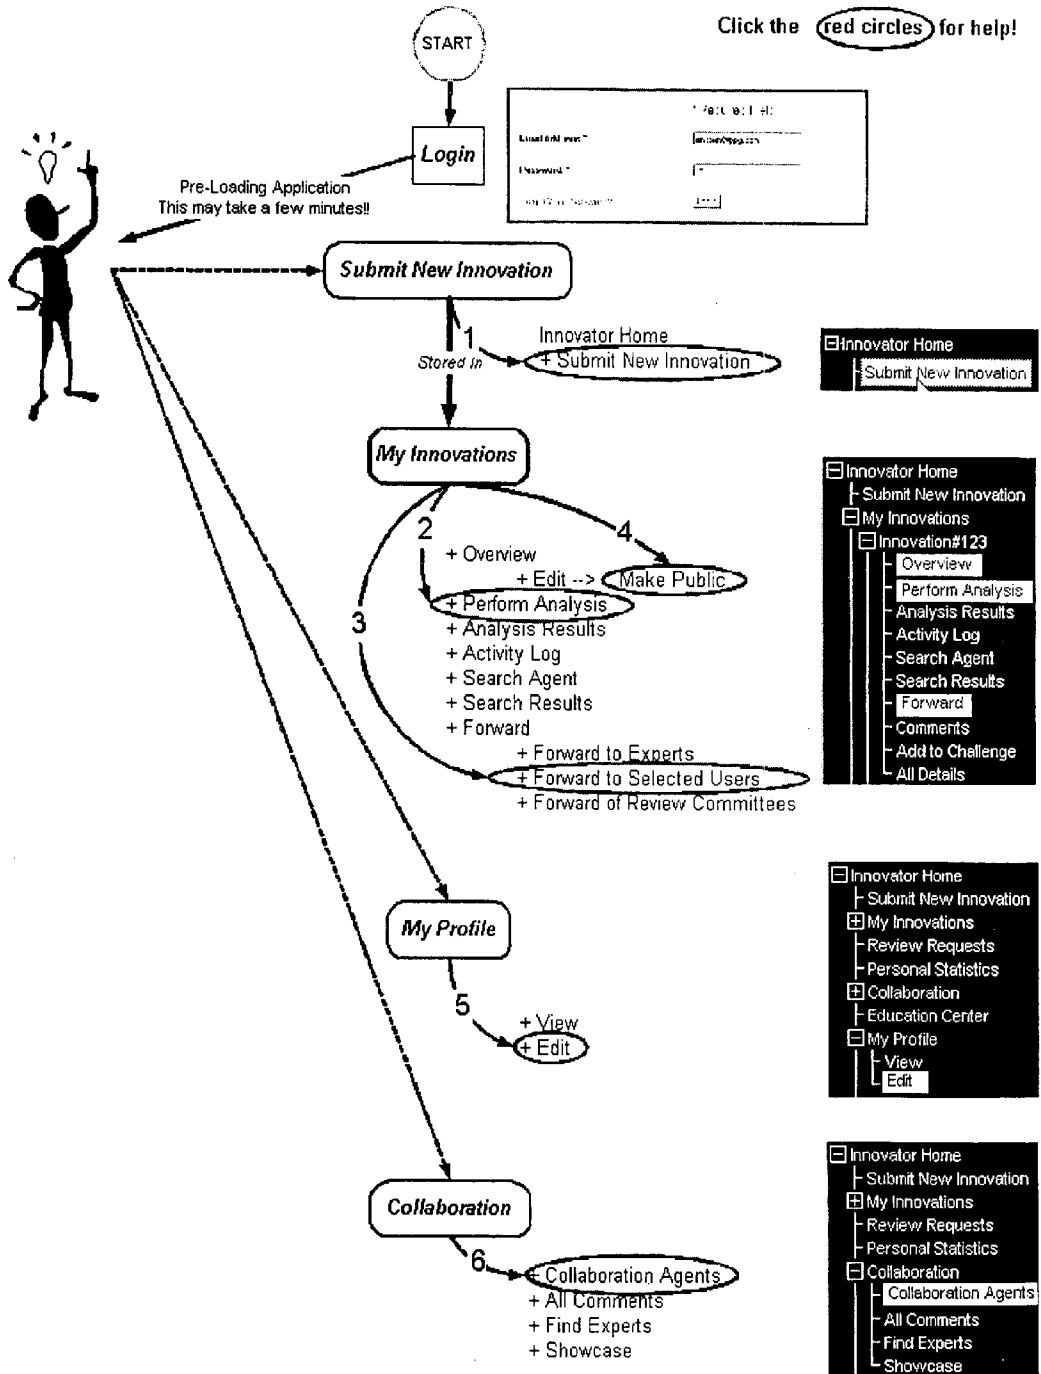 Click the red circles for help!
START
Login
Pre-Loading Application
This may take a few minutes!!
Submit New Innovation
1
Innovator Home
+ Submit New Innovation
Stored In
Innovator Home
Submit New Innovation
My Innovations
2
4
3
+ Overview
+ Edit --> Make Public
+ Perform Analysis
+ Analysis Results
+ Activity Log
+ Search Agent
+ Search Results
+ Forward
+ Forward to Experts
+ Forward to Selected Users
+ Forward of Review Committees
Innovator Home
Submit New Innovation
My Innovations
Innovation#123
Overview
Perform Analysis
Analysis Results
Activity Log
Search Agent
Search Results
Forward
Comments
Add to Challenge
All Details
My Profile
5
+ View
+ Edit
Innovator Home
Submit New Innovation
My Innovations
Review Requests
Personal Statistics
Collaboration
Education Center
My Profile
View
Edit
Collaboration
6
+ Collaboration Agents
+ All Comments
+ Find Experts
+ Showcase
Innovator Home
Submit New Innovation
My Innovations
Review Requests
Personal Statistics
Collaboration
Collaboration Agents
All Comments
Find Experts
Showcase